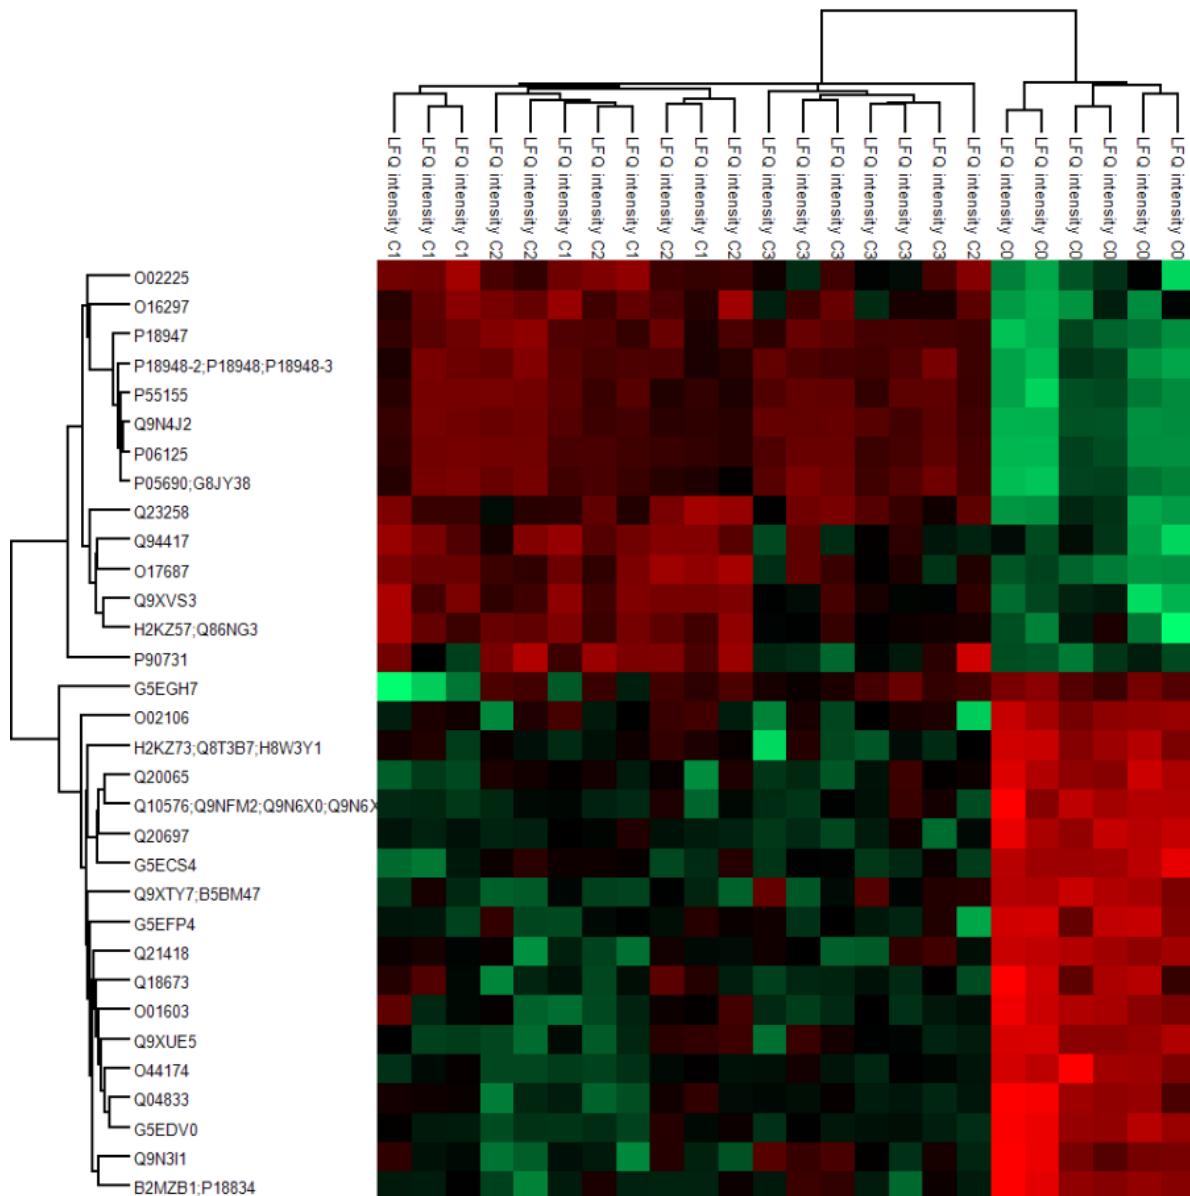 LFQ intensity C1
LFQ intensity C1
LFQ intensity C1
LFQ intensity C2
LFQ intensity C2
LFQ intensity C1
LFQ intensity C2
LFQ intensity C1
LFQ intensity C2
LFQ intensity C1
LFQ intensity C2
LFQ intensity C3
LFQ intensity C3
LFQ intensity C3
LFQ intensity C3
LFQ intensity C3
LFQ intensity C3
LFQ intensity C2
LFQ intensity C0
LFQ intensity C0
LFQ intensity C0
LFQ intensity C0
LFQ intensity C0
LFQ intensity C0
O02225
O16297
P18947
P18948-2;P18948;P18948-3
P55155
Q9N4J2
P06125
P05690;G8JY38
Q23258
Q94417
O17687
Q9XVS3
H2KZ57;Q86NG3
P90731
G5EGH7
O02106
H2KZ73;Q8T3B7;H8W3Y1
Q20065
Q10576;Q9NFM2;Q9N6X0;Q9N6X
Q20697
G5ECS4
Q9XTY7;B5BM47
G5EFP4
Q21418
Q18673
O01603
Q9XUE5
O44174
Q04833
G5EDV0
Q9N3I1
B2MZB1;P18834